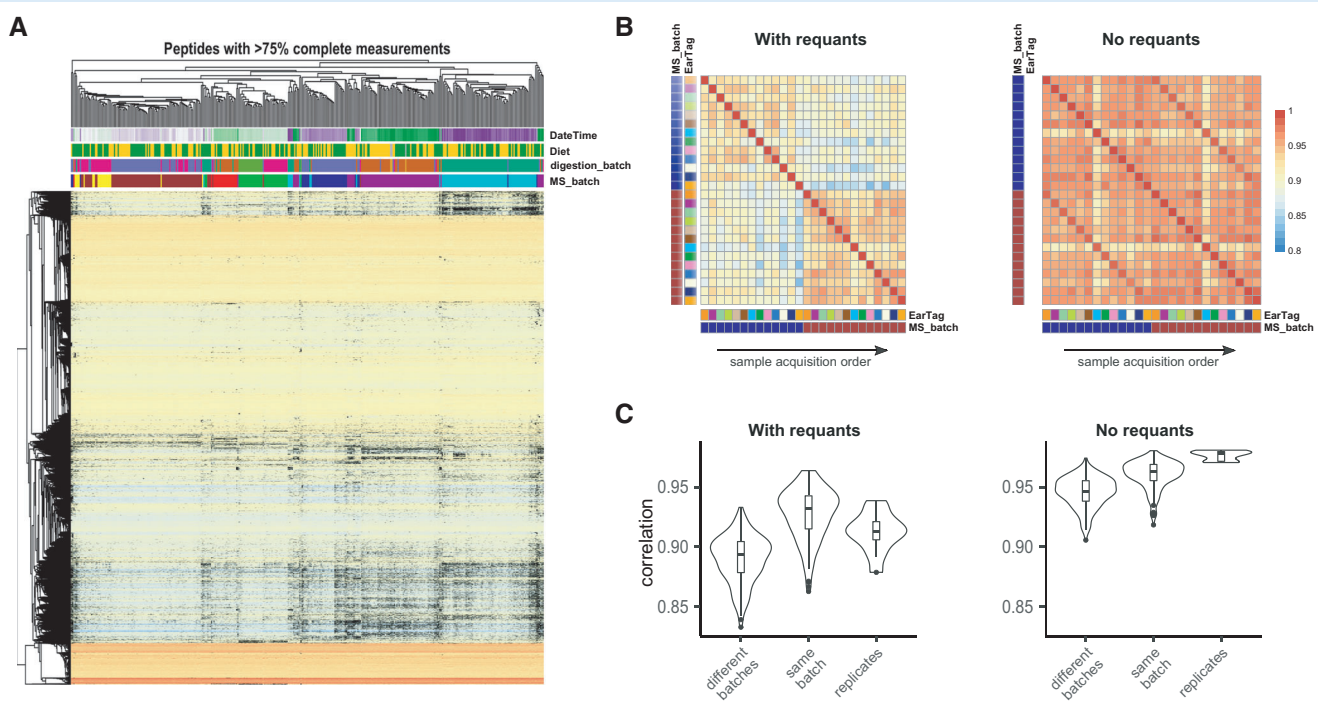 A
Peptides with >75% complete measurements
DateTime
Diet
digestion_batch
MS_batch
B
With requants
No requants
MS_batch
EarTag
MS_batch
EarTag
1
0.95
0.9
0.85
0.8
EarTag
MS_batch
EarTag
MS_batch
sample acquisition order
sample acquisition order
C
With requants
No requants
correlation
0.95
0.90
0.85
0.95
0.90
0.85
different
batches
same
batch
replicates
different
batches
same
batch
replicates